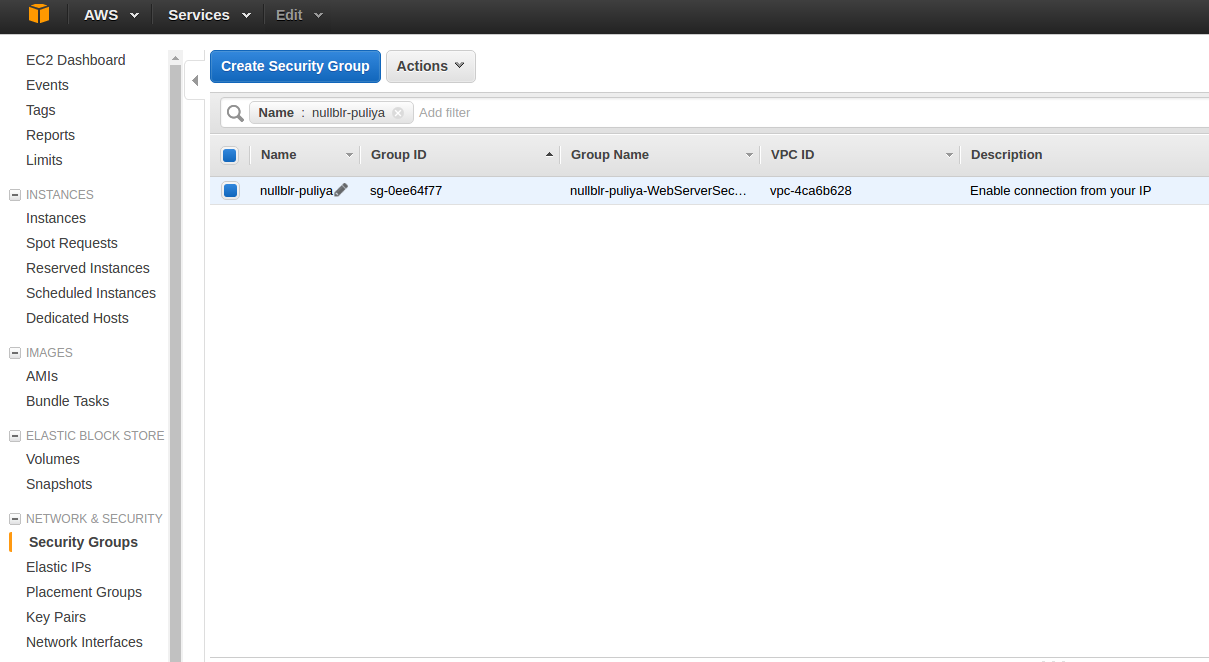 AWS Services Edit
EC2 Dashboard
Events
Tags
Reports
Limits
INSTANCES
Instances
Spot Requests
Reserved Instances
Scheduled Instances
Dedicated Hosts
IMAGES
AMIs
Bundle Tasks
ELASTIC BLOCK STORE
Volumes
Snapshots
NETWORK & SECURITY
Security Groups
Elastic IPs
Placement Groups
Key Pairs
Network Interfaces
Create Security Group Actions
Name : nullblr-puliya Add filter
Name Group ID Group Name VPC ID Description
nullblr-puliya sg-0ee64f77 nullblr-puliya-WebServerSec... vpc-4ca6b628 Enable connection from your IP